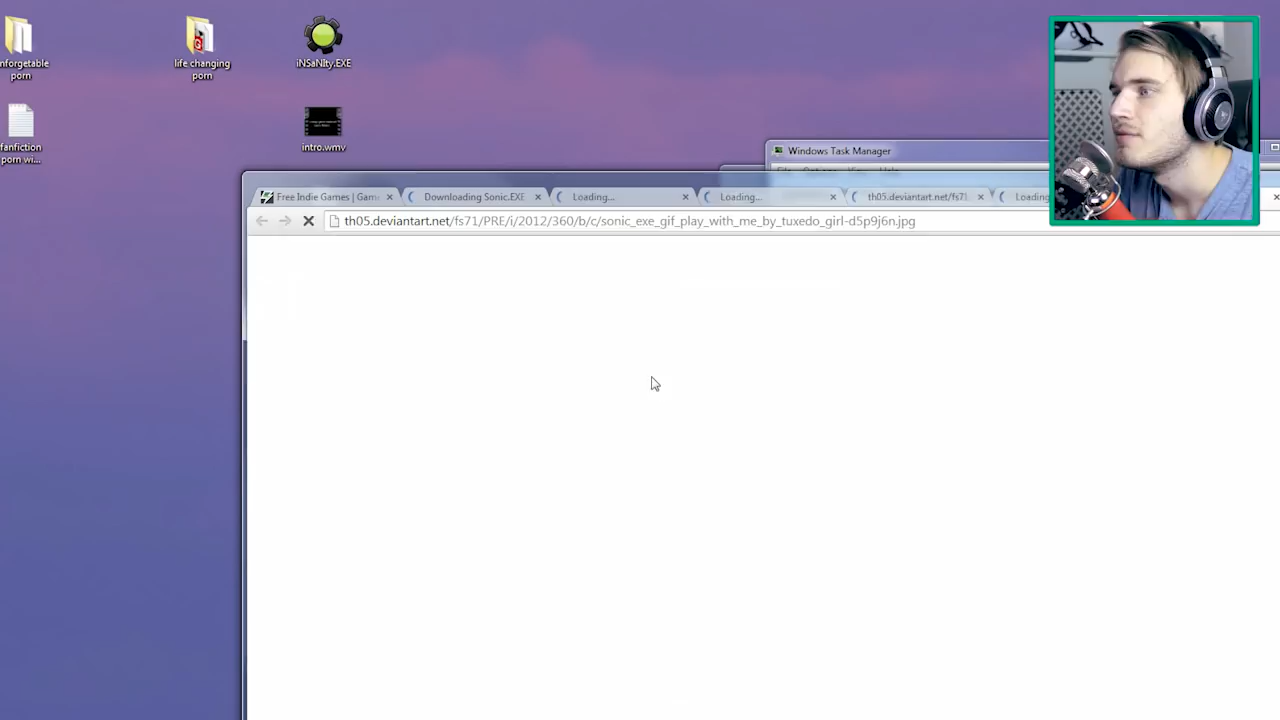 nforgetable
porn
life changing
porn
iNSaNIty.EXE
fanfiction
porn wi...
intro.wmv
Windows Task Manager
Free Indie Games | Gam
Downloading Sonic.EXE
Loading...
Loading...
th05.deviantart.net/fs71
Loading
th05.deviantart.net/fs71/PRE/i/2012/360/b/c/sonic_exe_gif_play_with_me_by_tuxedo_girl-d5p9j6n.jpg